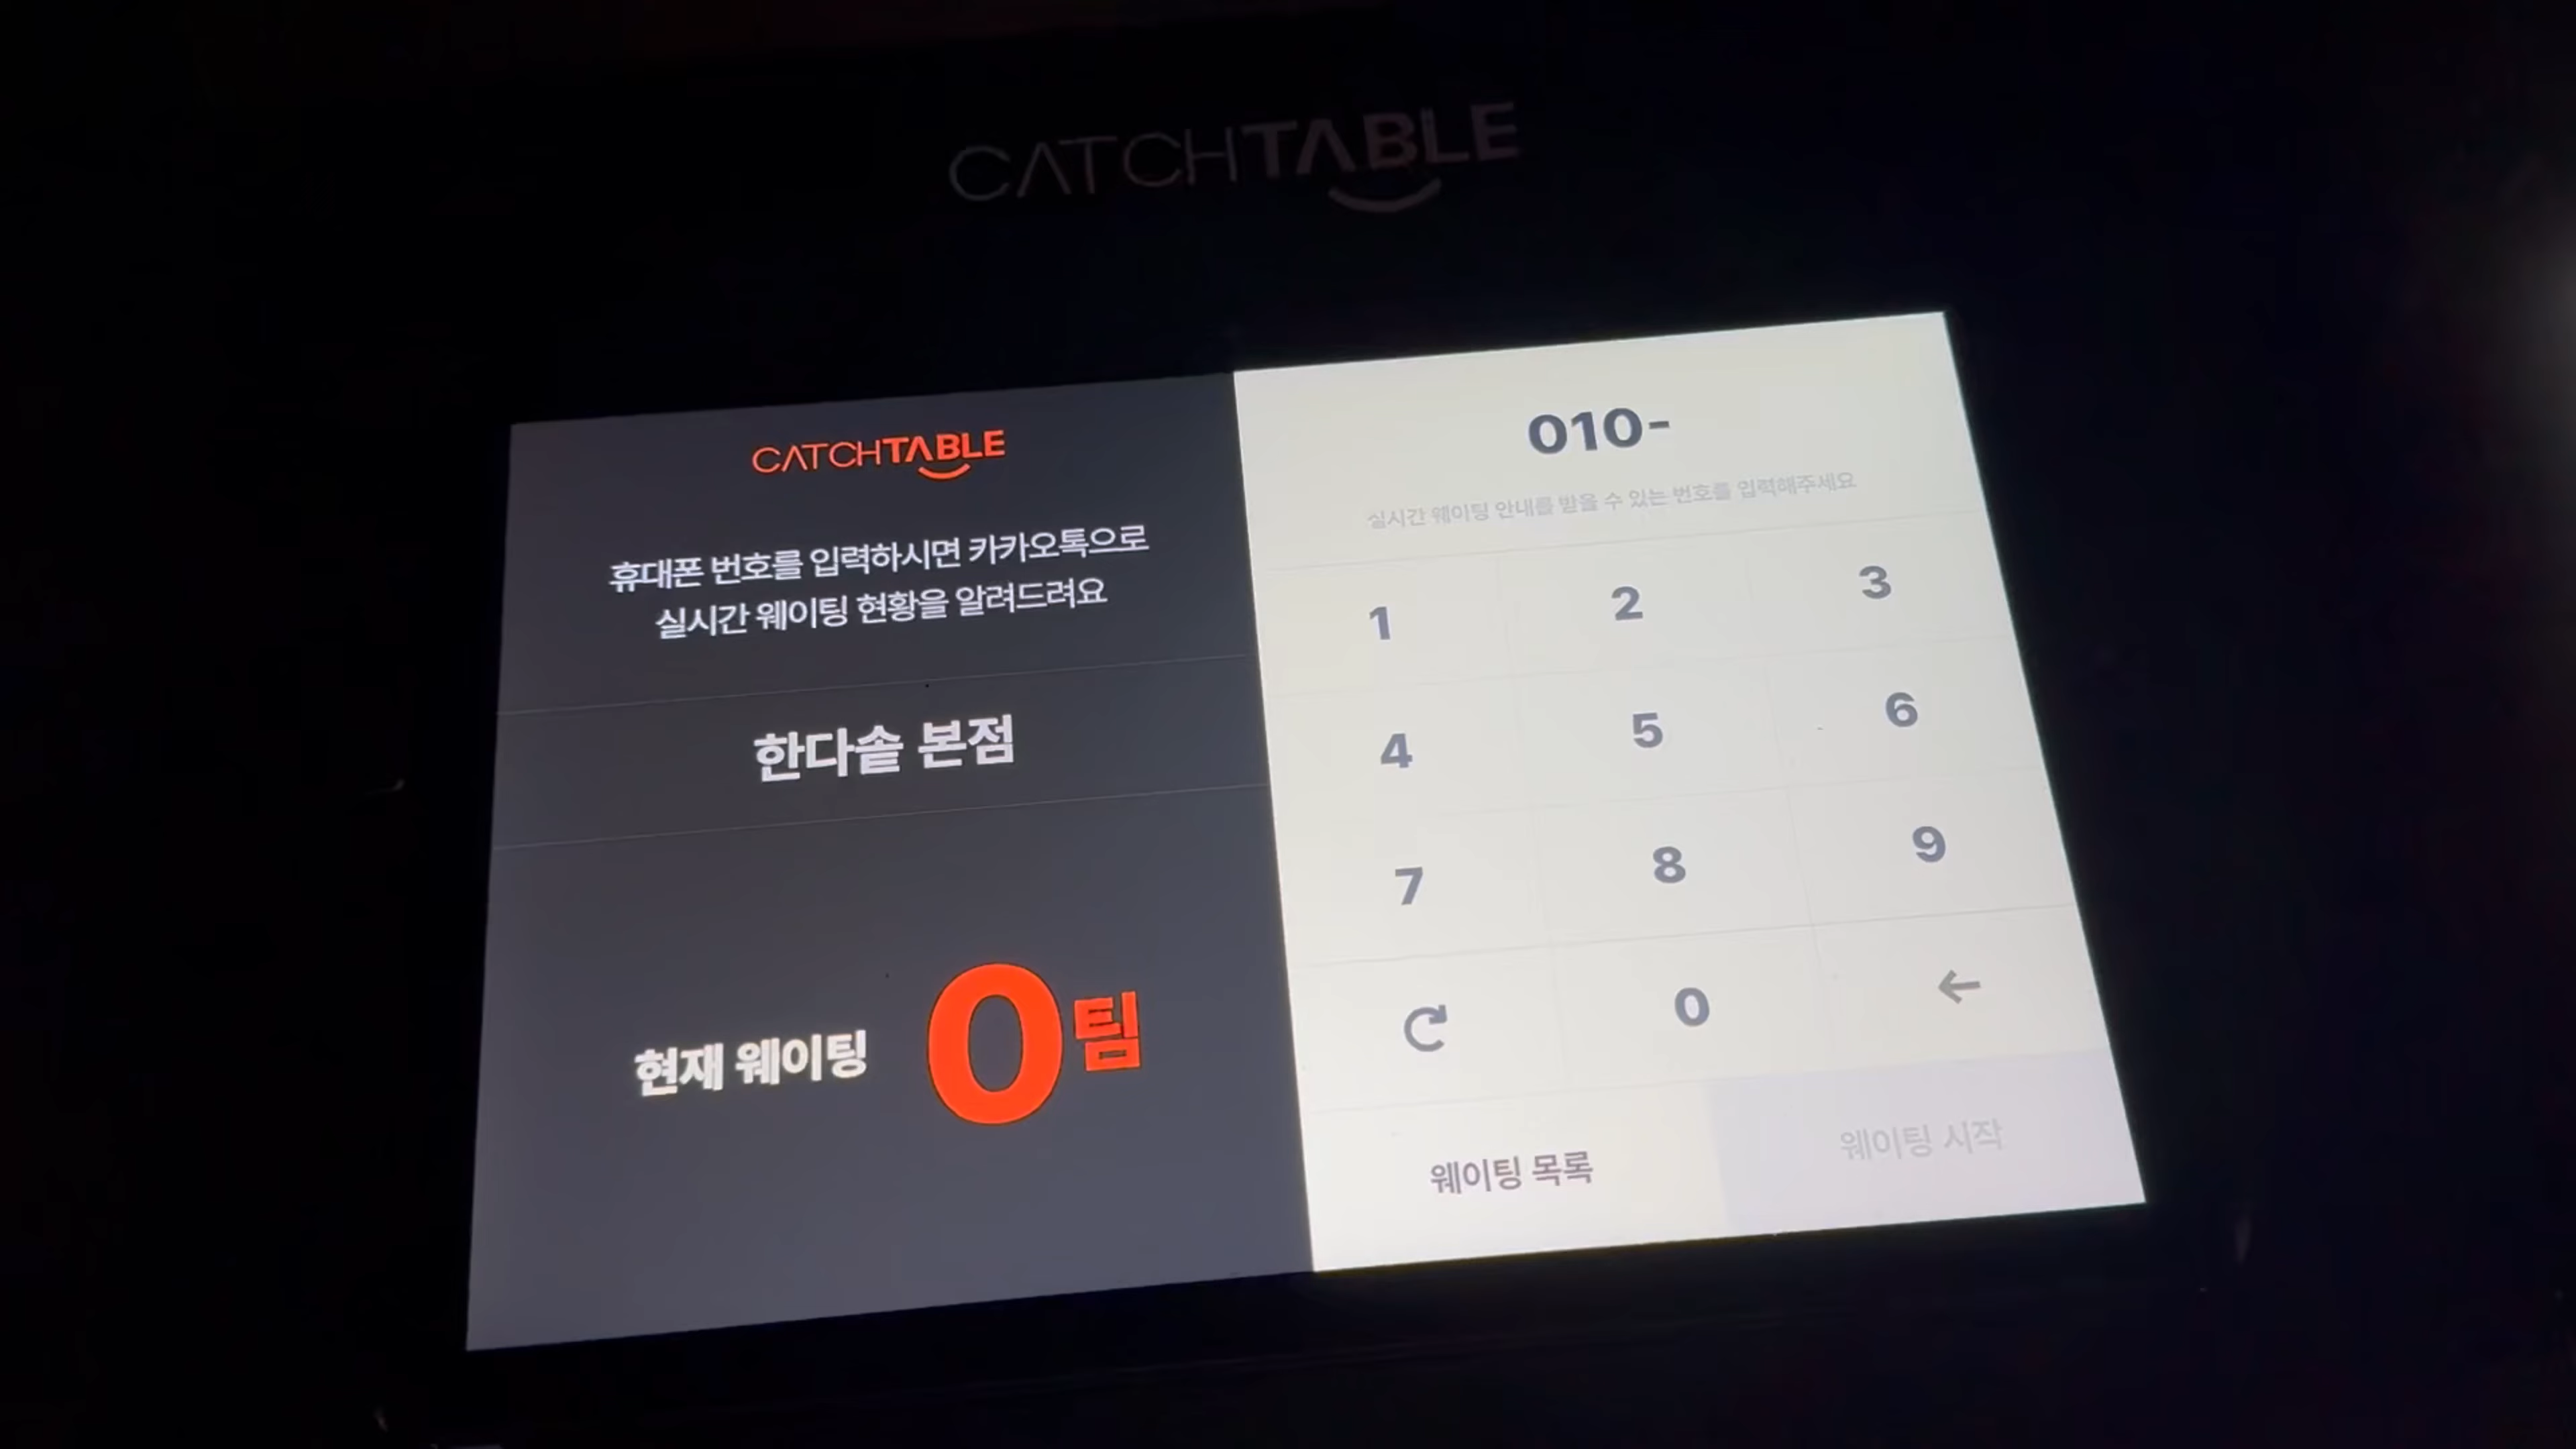 CATCHTABLE
CATCHTABLE
휴대폰 번호를 입력하시면 카카오톡으로
실시간 웨이팅 현황을 알려드려요
한다솥 본점
현재 웨이팅 0팀
010-
실시간 웨이팅 안내를 받을 수 있는 번호를 입력해주세요
1 2 3
4 5 6
7 8 9
0
웨이팅 목록 웨이팅 시작